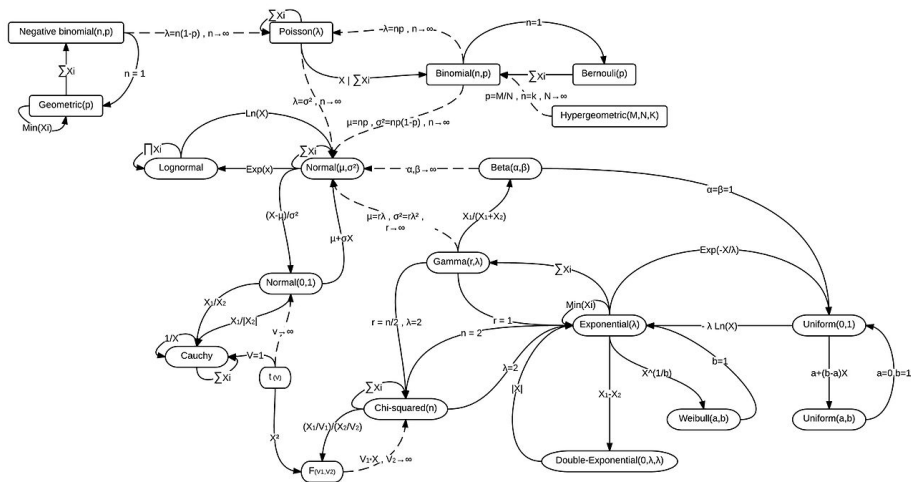 ∑Xi
Negative binomial(n,p)
λ=n(1-p) , n→∞
Poisson(λ)
λ=np , n→∞
n=1
∑Xi
n = 1
X | ∑Xi
Binomial(n,p)
∑Xi
Bernouli(p)
Geometric(p)
Min(Xi)
λ=σ² , n→∞
p=M/N , n=k , N→∞
Hypergeometric(M,N,K)
Ln(X)
μ=np , σ²=np(1-p) , n→∞
∏Xi
∑Xi
Lognormal
Exp(x)
Normal(μ,σ²)
α,β→∞
Beta(α,β)
α=β=1
(X-μ)/σ²
μ+σX
μ=rλ , σ²=rλ² ,
r→∞
X₁/(X₁+X₂)
Exp(-X/λ)
Gamma(r,λ)
∑Xi
Normal(0,1)
X₁/X₂
X₁/|X₂|
Min(Xi)
r = n/2 , λ=2
r = 1
n = 2
Exponential(λ)
- λ Ln(X)
Uniform(0,1)
1/X
Cauchy
∑Xi
V=1
V→∞
t (V)
λ=2
|X|
X^(1/b)
b=1
a+(b-a)X
a=0,b=1
∑Xi
Chi-squared(n)
X₁-X₂
Weibull(a,b)
Uniform(a,b)
(X₁/V₁)/(X₂/V₂)
X²
V₁·X , V₂→∞
F(V1,V2)
Double-Exponential(0,λ,λ)